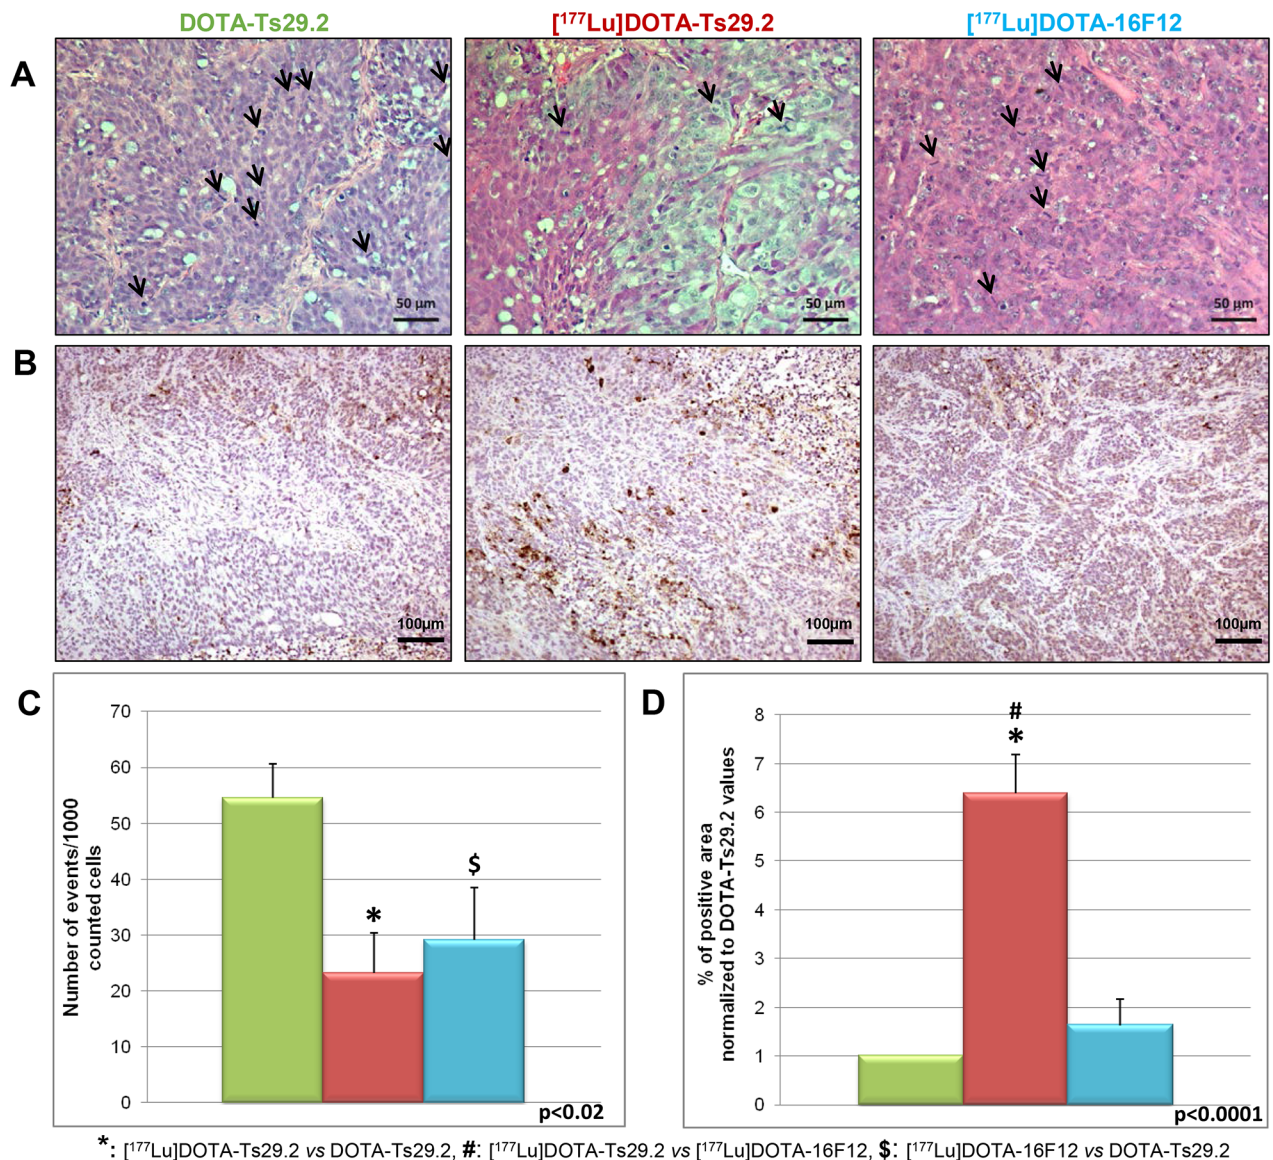 DOTA-Ts29.2
[¹⁷⁷Lu]DOTA-Ts29.2
[¹⁷⁷Lu]DOTA-16F12
A
50 µm
50 µm
50 µm
B
100µm
100µm
100µm
C
Number of events/1000
counted cells
70
60
50
40
30
20
10
0
*
$
p<0.02
D
% of positive area
normalized to DOTA-Ts29.2 values
8
7
6
5
4
3
2
1
0
#
*
p<0.0001
*: [¹⁷⁷Lu]DOTA-Ts29.2 vs DOTA-Ts29.2, #: [¹⁷⁷Lu]DOTA-Ts29.2 vs [¹⁷⁷Lu]DOTA-16F12, $: [¹⁷⁷Lu]DOTA-16F12 vs DOTA-Ts29.2